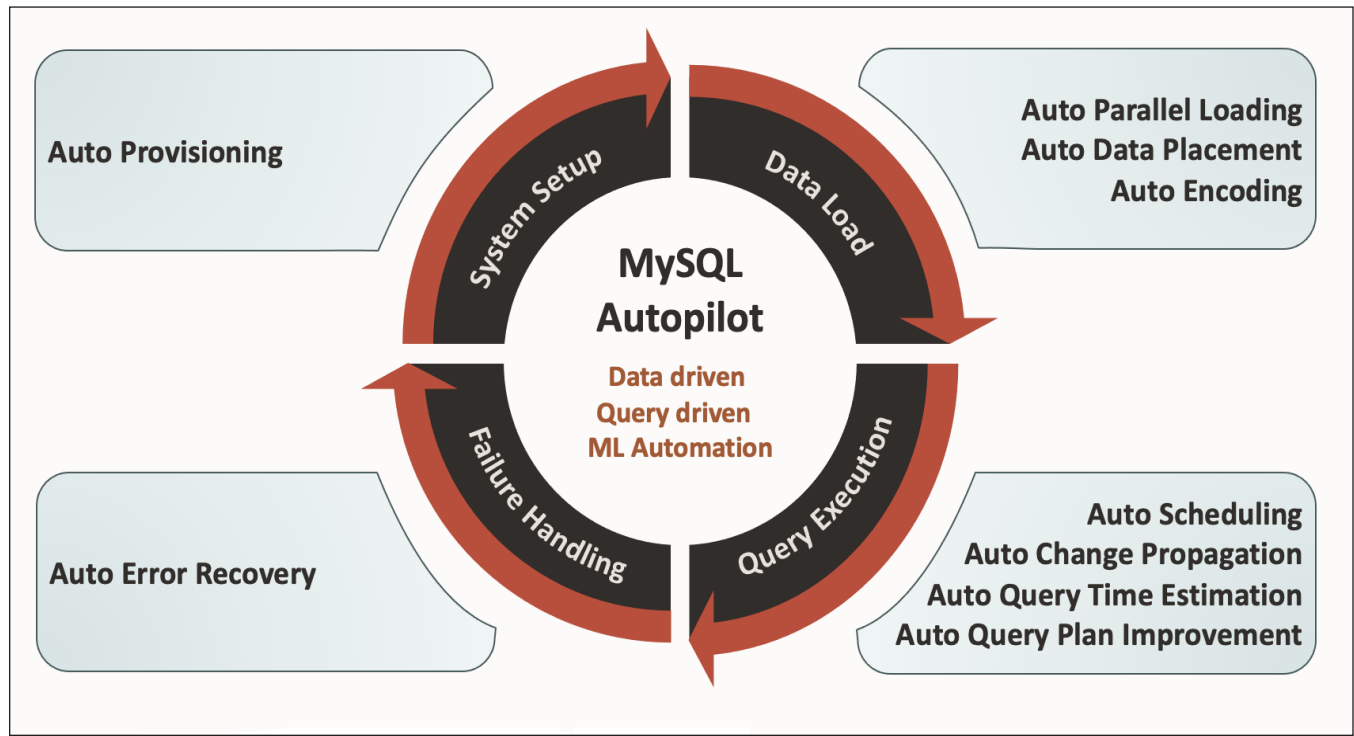 Auto Provisioning
System Setup
Data Load
Auto Parallel Loading
Auto Data Placement
Auto Encoding
MySQL
Autopilot
Data driven
Query driven
ML Automation
Failure Handling
Query Execution
Auto Error Recovery
Auto Scheduling
Auto Change Propagation
Auto Query Time Estimation
Auto Query Plan Improvement